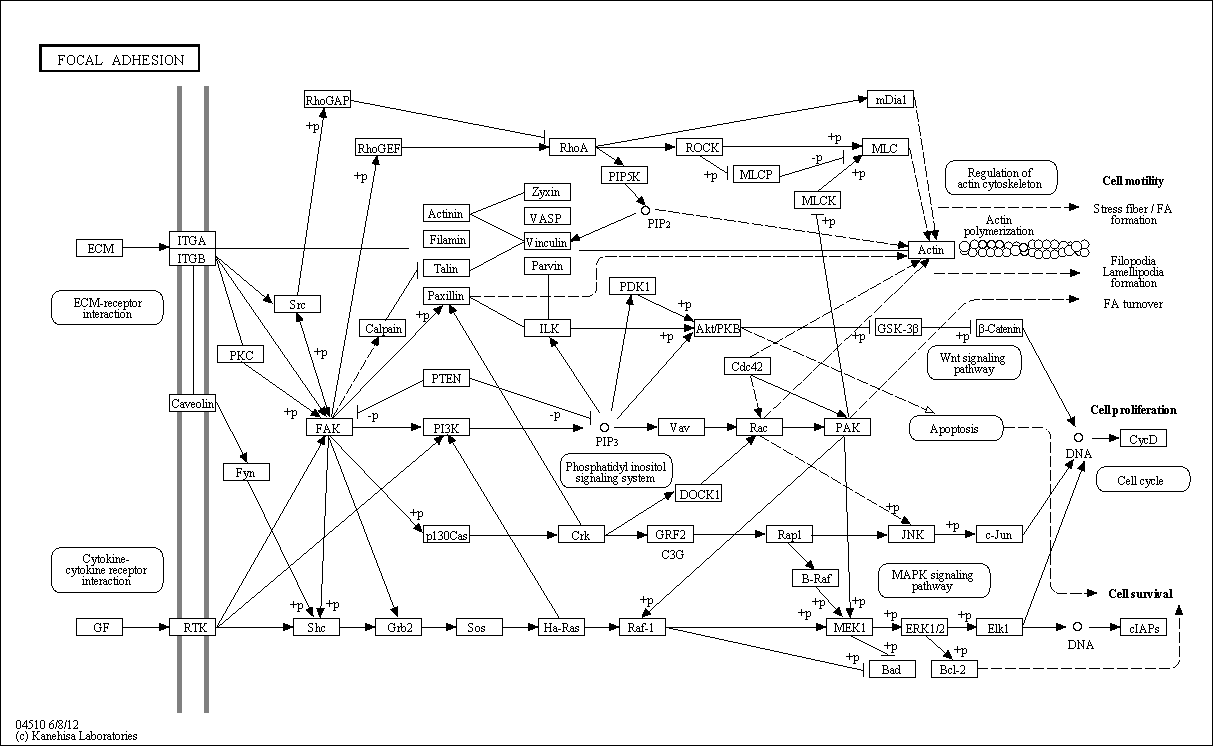 FOCAL ADHESION
RhoGAP
mDia1
+p
RhoGEF
RhoA
ROCK
+p
MLC
-p
+p
PIP5K
+p
MLCP
+p
Regulation of
actin cytoskeleton
Cell motility
Zyxin
MLCK
Actinin
VASP
PIP2
+p
Stress fiber / FA
formation
Actin
polymerization
ITGA
Filamin
Vinculin
ECM
Actin
ITGB
Talin
Parvin
Filopodia
Lamellipodia
formation
ECM-receptor
interaction
Src
Paxillin
PDK1
+p
FA turnover
+p
Calpain
ILK
+p
Akt/PKB
GSK-3β
+p
β-Catenin
+p
+p
PKC
Wnt signaling
pathway
Cdc42
PTEN
Caveolin
+p
-p
-p
Cell proliferation
FAK
PI3K
PIP3
Vav
Rac
PAK
Apoptosis
DNA
CycD
Fyn
Phosphatidyl inositol
signaling system
Cell cycle
DOCK1
+p
+p
p130Cas
Crk
GRF2
Rap1
JNK
+p
c-Jun
C3G
Cytokine-
cytokine receptor
interaction
B-Raf
MAPK signaling
pathway
Cell survival
+p
+p
+p
+p
+p
+p
+p
GF
RTK
Shc
Grb2
Sos
Ha-Ras
Raf-1
MEK1
ERK1/2
Elk1
DNA
cIAPs
+p
+p
+p
Bad
Bcl-2
04510 6/8/12
(c) Kanehisa Laboratories